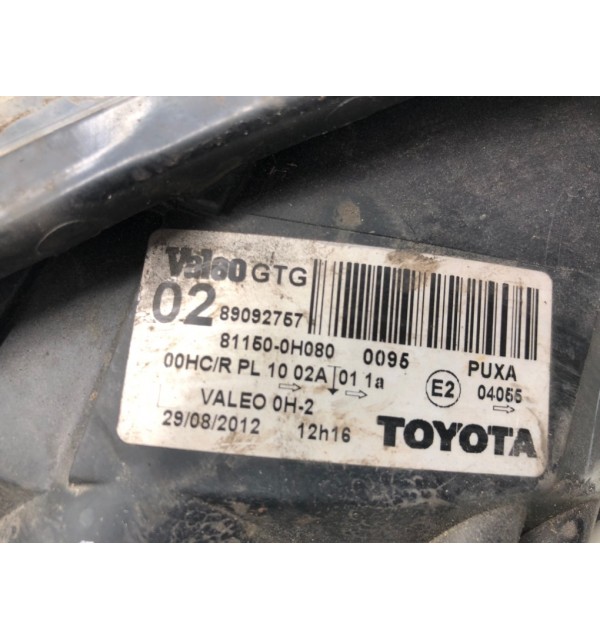 Valeo GTG
02 89092757
81150-0H080 0095 PUXA
00HC/R PL 10 02A 01 1a E2 04055
VALEO 0H-2
29/08/2012 12h16 TOYOTA